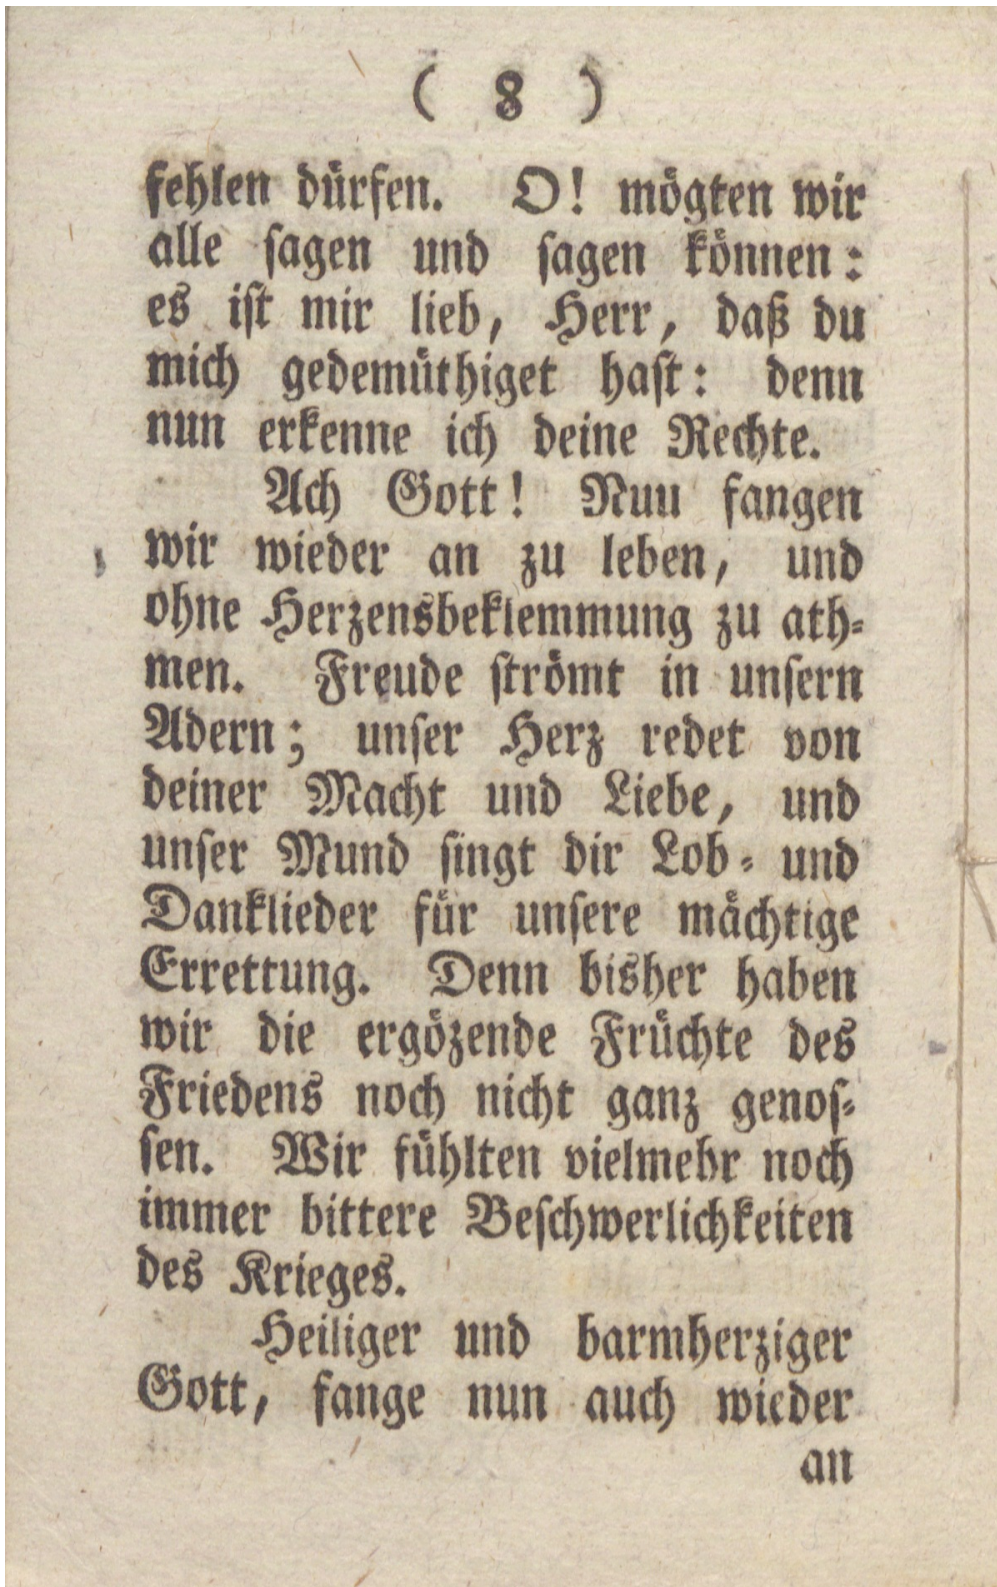 ( 8 )
fehlen dürfen. O! mögten wir
alle sagen und sagen können:
es ist mir lieb, Herr, daß du
mich gedemüthiget hast: denn
nun erkenne ich deine Rechte.
Ach Gott! Nuu fangen
wir wieder an zu leben, und
ohne Herzensbeklemmung zu ath-
men. Freude strömt in unsern
Adern; unser Herz redet von
deiner Macht und Liebe, und
unser Mund singt dir Lob- und
Danklieder für unsere mächtige
Errettung. Denn bisher haben
wir die ergözende Früchte des
Friedens noch nicht ganz genos-
sen. Wir fühlten vielmehr noch
immer bittere Beschwerlichkeiten
des Krieges.
Heiliger und barmherziger
Gott, fange nun auch wieder
an